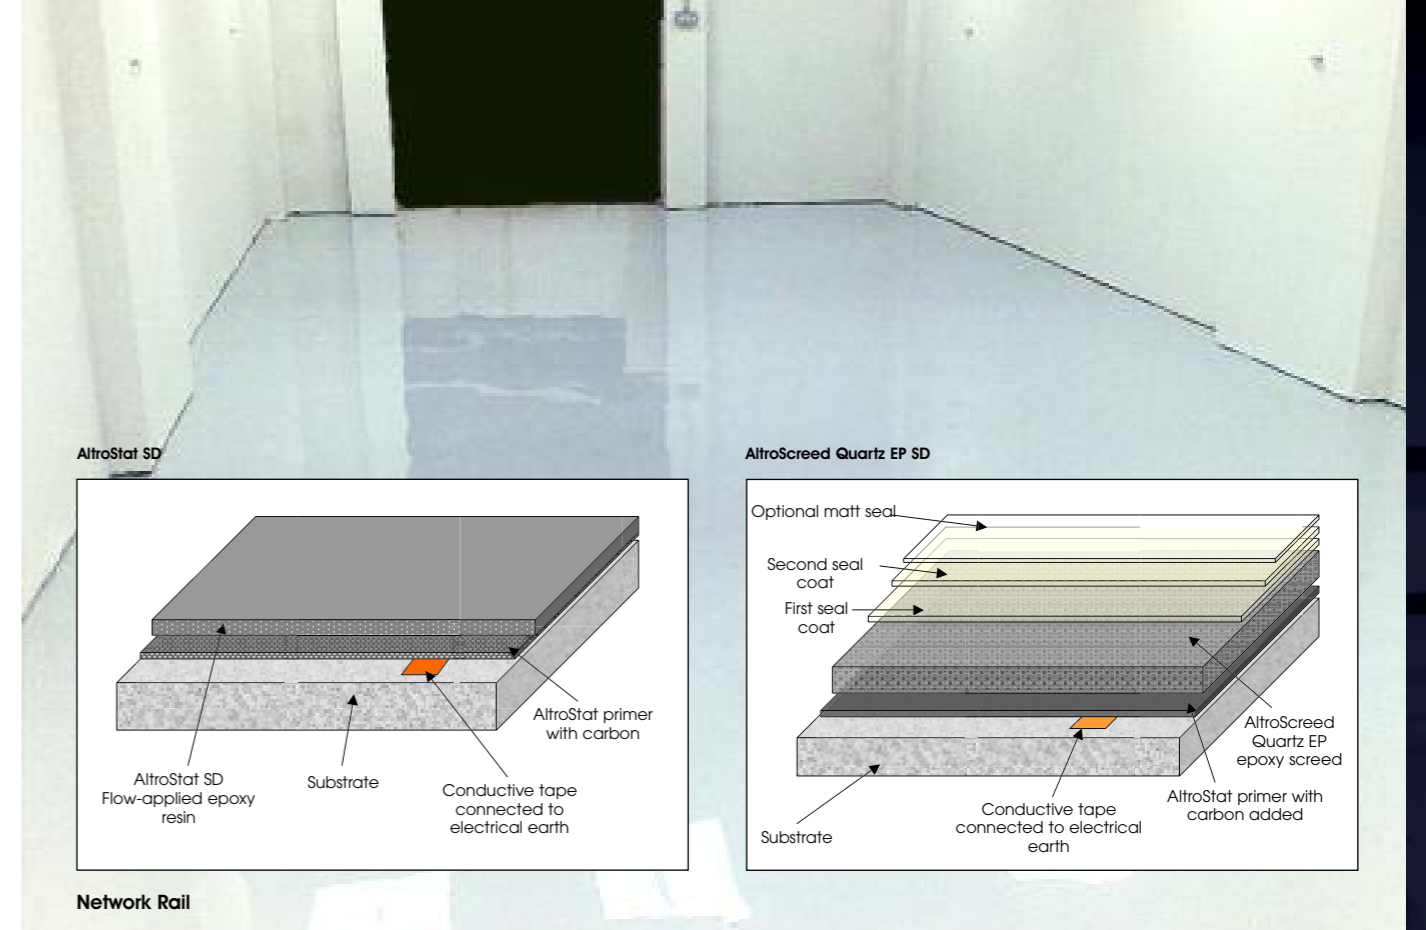 AltroStat SD
AltroStat SD
Flow-applied epoxy
resin
Substrate
Conductive tape
connected to
electrical earth
AltroStat primer
with carbon
AltroScreed Quartz EP SD
Optional matt seal
Second seal
coat
First seal
coat
Substrate
Conductive tape
connected to electrical
earth
AltroStat primer with
carbon added
AltroScreed
Quartz EP
epoxy screed
Network Rail